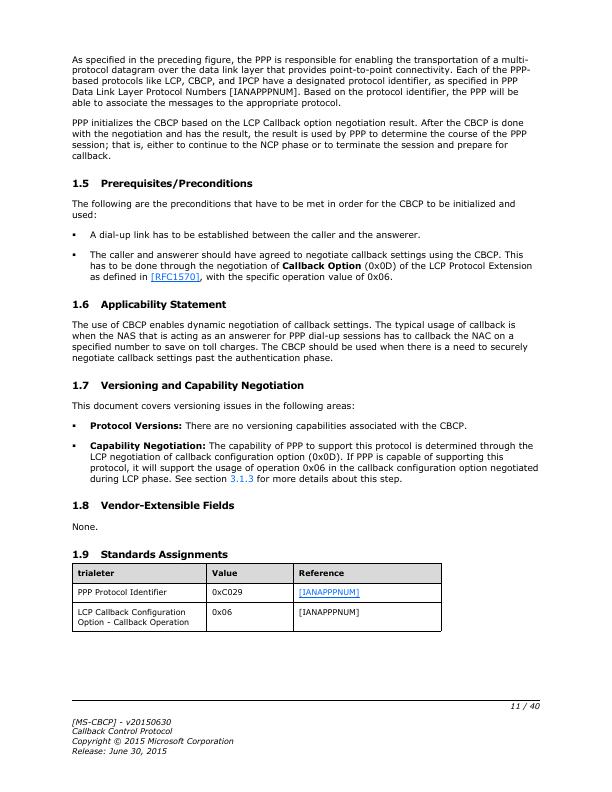 As specified in the preceding figure, the PPP is responsible for enabling the transportation of a multi-
protocol datagram over the data link layer that provides point-to-point connectivity. Each of the PPP-
based protocols like LCP, CBCP, and IPCP have a designated protocol identifier, as specified in PPP
Data Link Layer Protocol Numbers [IANAPPPNUM]. Based on the protocol identifier, the PPP will be
able to associate the messages to the appropriate protocol.
PPP initializes the CBCP based on the LCP Callback option negotiation result. After the CBCP is done
with the negotiation and has the result, the result is used by PPP to determine the course of the PPP
session; that is, either to continue to the NCP phase or to terminate the session and prepare for
callback.
1.5 Prerequisites/Preconditions
The following are the preconditions that have to be met in order for the CBCP to be initialized and
used:
▪ A dial-up link has to be established between the caller and the answerer.
▪ The caller and answerer should have agreed to negotiate callback settings using the CBCP. This
has to be done through the negotiation of Callback Option (0x0D) of the LCP Protocol Extension
as defined in [RFC1570], with the specific operation value of 0x06.
1.6 Applicability Statement
The use of CBCP enables dynamic negotiation of callback settings. The typical usage of callback is
when the NAS that is acting as an answerer for PPP dial-up sessions has to callback the NAC on a
specified number to save on toll charges. The CBCP should be used when there is a need to securely
negotiate callback settings past the authentication phase.
1.7 Versioning and Capability Negotiation
This document covers versioning issues in the following areas:
▪ Protocol Versions: There are no versioning capabilities associated with the CBCP.
▪ Capability Negotiation: The capability of PPP to support this protocol is determined through the
LCP negotiation of callback configuration option (0x0D). If PPP is capable of supporting this
protocol, it will support the usage of operation 0x06 in the callback configuration option negotiated
during LCP phase. See section 3.1.3 for more details about this step.
1.8 Vendor-Extensible Fields
None.
1.9 Standards Assignments
trialeter Value Reference
PPP Protocol Identifier 0xC029 [IANAPPPNUM]
LCP Callback Configuration 0x06 [IANAPPPNUM]
Option - Callback Operation
11 / 40
[MS-CBCP] - v20150630
Callback Control Protocol
Copyright © 2015 Microsoft Corporation
Release: June 30, 2015